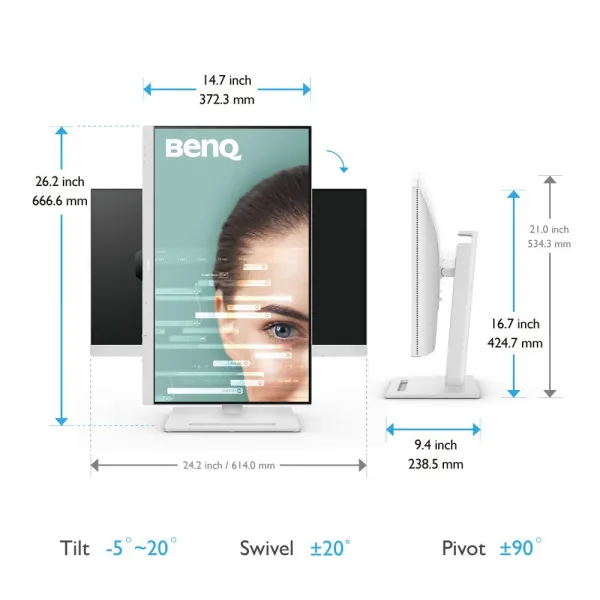 14.7 inch
372.3 mm
BenQ
26.2 inch
666.6 mm
21.0 inch
534.3 mm
16.7 inch
424.7 mm
9.4 inch
238.5 mm
24.2 inch / 614.0 mm
Tilt -5°~20°
Swivel ±20°
Pivot ±90°